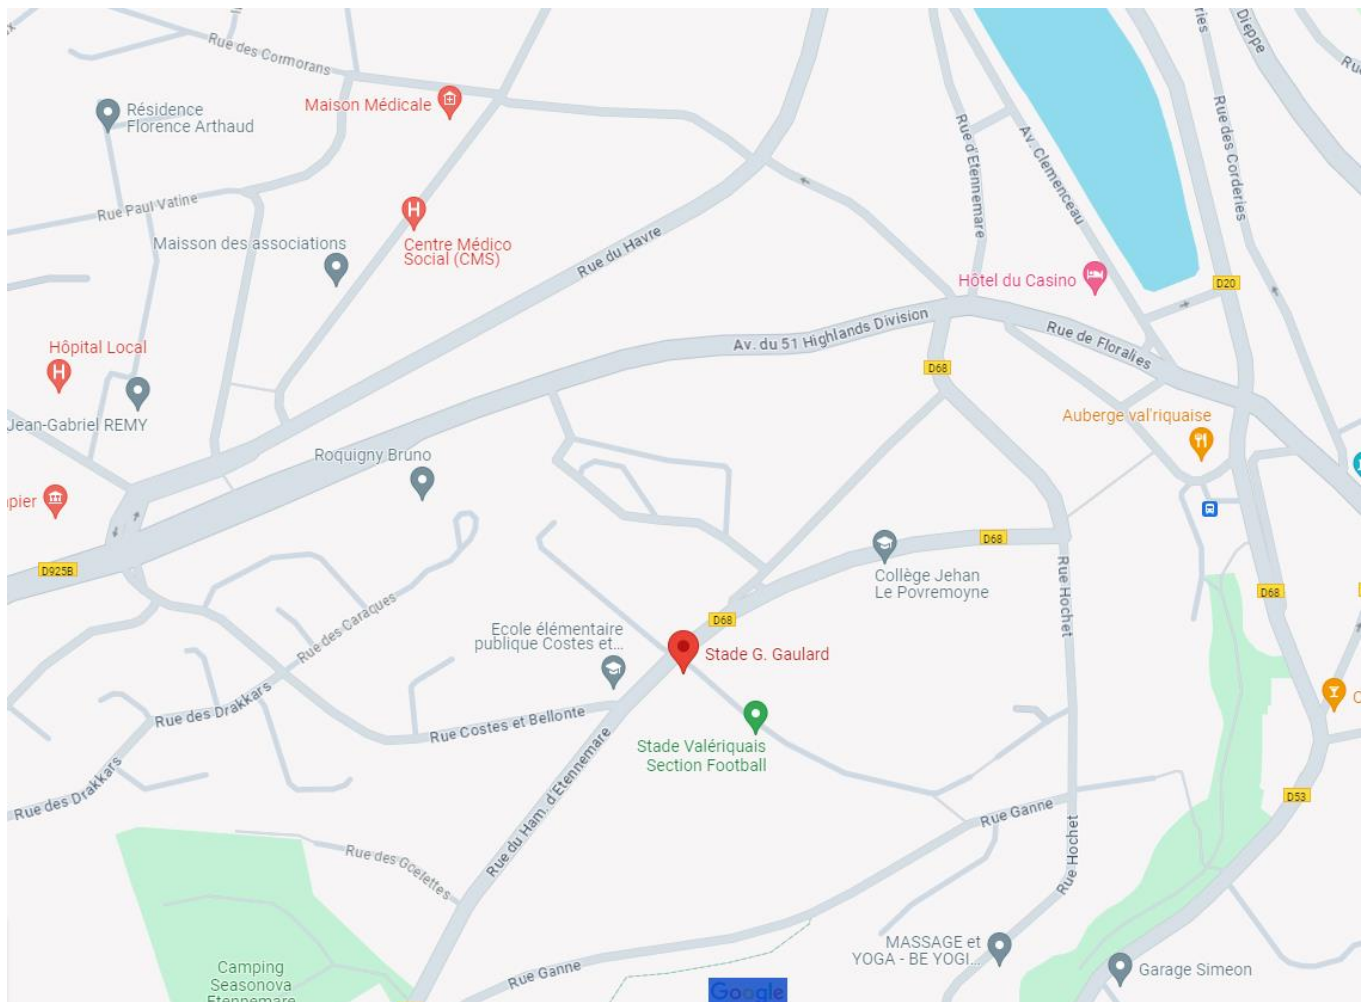 Rue des Cormorans
Maison Médicale
Résidence
Florence Arthaud
Rue Paul Vatine
Maisson des associations
Centre Médico
Social (CMS)
Rue du Havre
Rue d'Etennemare
Av. Clemenceau
Rue des Corderies
Dieppe
Hôtel du Casino
D20
Hôpital Local
Jean-Gabriel REMY
Av. du 51 Highlands Division
Rue de Floralies
D68
Auberge val'riquaise
Roquigny Bruno
D925B
D68
Collège Jehan
Le Povremoyne
Rue Hochet
D68
Rue des Caraques
Ecole élémentaire
publique Costes et...
D68
Stade G. Gaulard
Rue des Drakkars
Rue Costes et Bellonte
Stade Valériquais
Section Football
Rue des Drakkars
Rue du Ham. d'Etennemare
D53
Rue Ganne
Rue des Goelettes
Rue Hochet
MASSAGE et
YOGA - BE YOGI...
Garage Simeon
Camping
Seasonova
Etennemare
Rue Ganne
Google